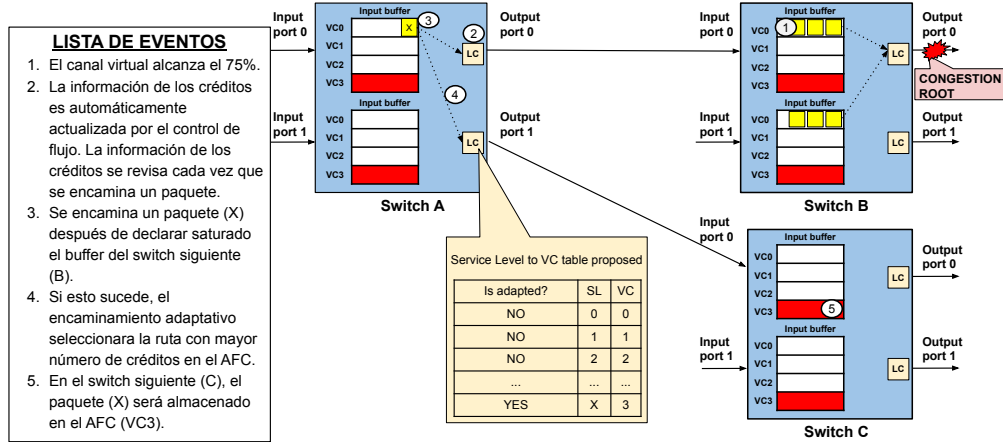 LISTA DE EVENTOS
1. El canal virtual alcanza el 75%.
2. La información de los créditos
es automáticamente
actualizada por el control de
flujo. La información de los
créditos se revisa cada vez que
se encamina un paquete.
3. Se encamina un paquete (X)
después de declarar saturado
el buffer del switch siguiente
(B).
4. Si esto sucede, el
encaminamiento adaptativo
seleccionara la ruta con mayor
número de créditos en el AFC.
5. En el switch siguiente (C), el
paquete (X) será almacenado
en el AFC (VC3).
Input
port 0
Input buffer
VC0
X
3
VC1
VC2
VC3
2
LC
4
Output
port 0
Input
port 1
Input buffer
VC0
VC1
VC2
VC3
LC
Output
port 1
Switch A
Service Level to VC table proposed
Is adapted? SL VC
NO 0 0
NO 1 1
NO 2 2
... ... ...
YES X 3
Input
port 0
Input buffer
VC0
1
VC1
VC2
VC3
LC
Output
port 0
CONGESTION
ROOT
Input
port 1
Input buffer
VC0
VC1
VC2
VC3
LC
Output
port 1
Switch B
Input
port 0
Input buffer
VC0
VC1
VC2
VC3
5
LC
Output
port 0
Input
port 1
Input buffer
VC0
VC1
VC2
VC3
LC
Output
port 1
Switch C